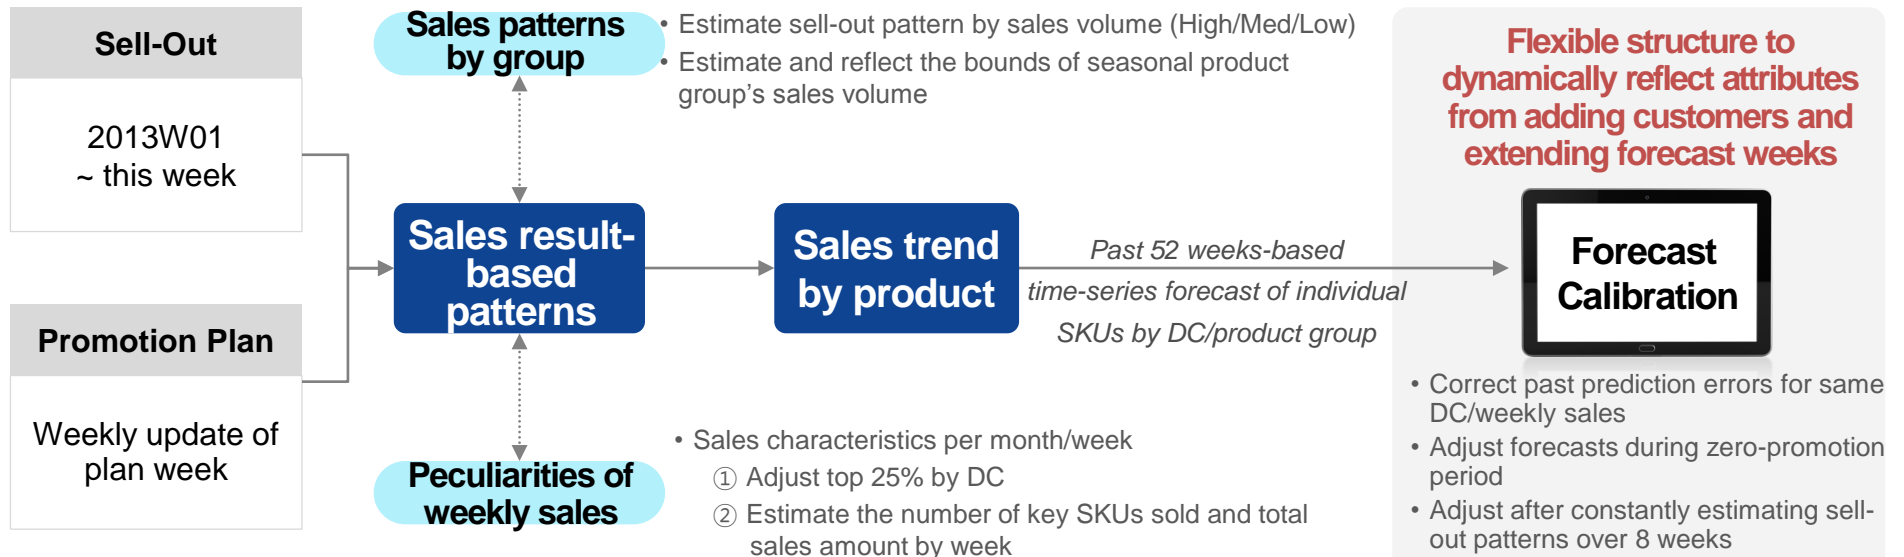 Sell-Out
2013W01
~ this week
Promotion Plan
Weekly update of
plan week
Sales patterns
by group
• Estimate sell-out pattern by sales volume (High/Med/Low)
• Estimate and reflect the bounds of seasonal product
group's sales volume
Sales result-
based
patterns
Peculiarities of
weekly sales
• Sales characteristics per month/week
① Adjust top 25% by DC
② Estimate the number of key SKUs sold and total
sales amount by week
Sales trend
by product
Past 52 weeks-based
time-series forecast of individual
SKUs by DC/product group
Flexible structure to
dynamically reflect attributes
from adding customers and
extending forecast weeks
Forecast
Calibration
• Correct past prediction errors for same
DC/weekly sales
• Adjust forecasts during zero-promotion
period
• Adjust after constantly estimating sell-
out patterns over 8 weeks